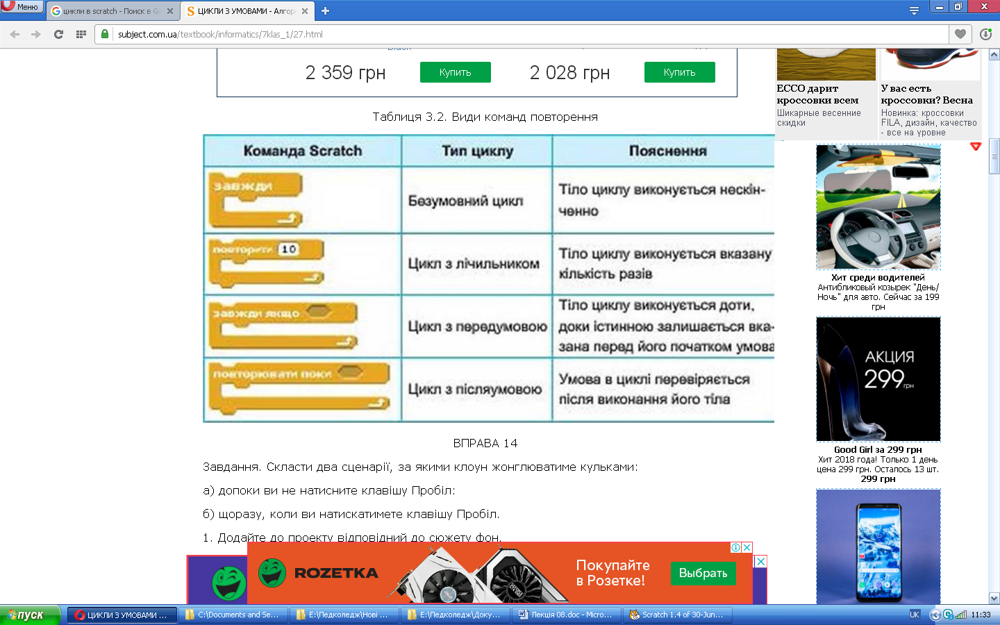 Меню
цикли в scratch - Поиск в Go
ЦИКЛИ З УМОВАМИ - Алгор
subject.com.ua/textbook/informatics/7klas_1/27.html
2 359 грн
Купить
2 028 грн
Купить
Таблиця 3.2. Види команд повторення
Команда Scratch
Тип циклу
Пояснення
завжди
Безумовний цикл
Тіло циклу виконується нескін-
ченно
повторити 10
Цикл з лічильником
Тіло циклу виконується вказану
кількість разів
завжди якщо
Цикл з передумовою
Тіло циклу виконується доти,
доки істинною залишається вка-
зана перед його початком умова
повторювати поки
Цикл з післяумовою
Умова в циклі перевіряється
після виконання його тіла
ВПРАВА 14
Завдання. Скласти два сценарії, за якими клоун жонглюватиме кульками:
а) допоки ви не натисните клавішу Пробіл:
б) щоразу, коли ви натискатимете клавішу Пробіл.
1. Додайте до проекту відповідний до сюжету фон.
ROZETKA
Покупайте
в Розетке!
Выбрать
ECCO дарит
кроссовки всем
Шикарные весенние
скидки
У вас есть
кроссовки? Весна
Новинка: кроссовки
FILA, дизайн, качество
- все на уровне
Хит среди водителей
Антибликовый козырек "День/
Ночь" для авто. Сейчас за 199
грн
АКЦИЯ
299 грн
Good Girl за 299 грн
Хит 2018 года! Только 1 день
цена 299 грн. Осталось 13 шт.
299 грн
пуск
ЦИКЛИ З УМОВАМИ ...
C:\Documents and Se...
E:\Педколедж\Нові ...
E:\Педколедж\Доку...
Лекція 08.doc - Micro...
Scratch 1.4 of 30-Jun...
UK
11:33